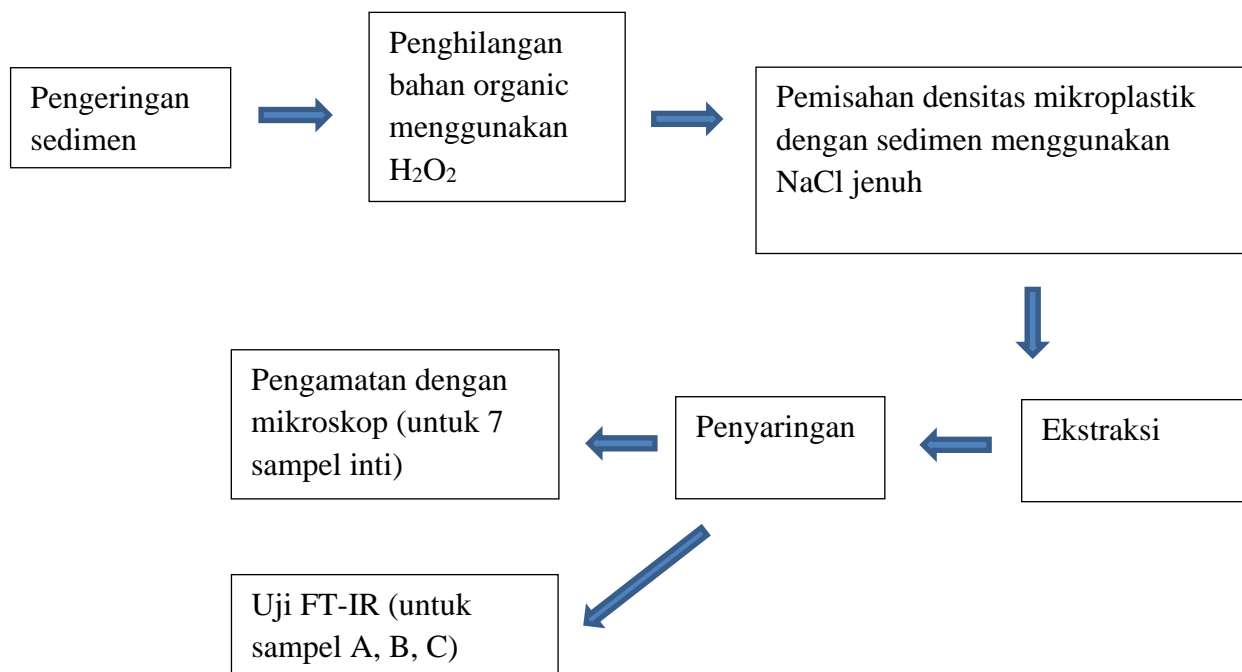 Pengeringan
sedimen
Penghilangan
bahan organic
menggunakan
H₂O₂
Pemisahan densitas mikroplastik
dengan sedimen menggunakan
NaCl jenuh
Ekstraksi
Penyaringan
Pengamatan dengan
mikroskop (untuk 7
sampel inti)
Uji FT-IR (untuk
sampel A, B, C)